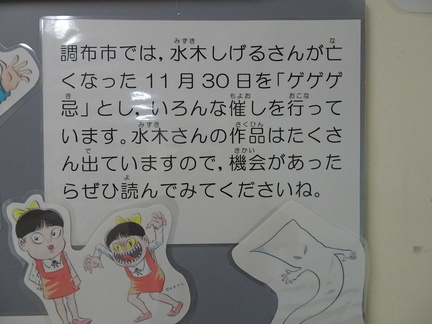 調布市では,水木しげるさんが亡
くなった11月30日を「ゲゲゲ
忌」とし,いろんな催しを行って
います。水木さんの作品はたくさ
ん出ていますので,機会があった
らぜひ読んでみてくださいね。